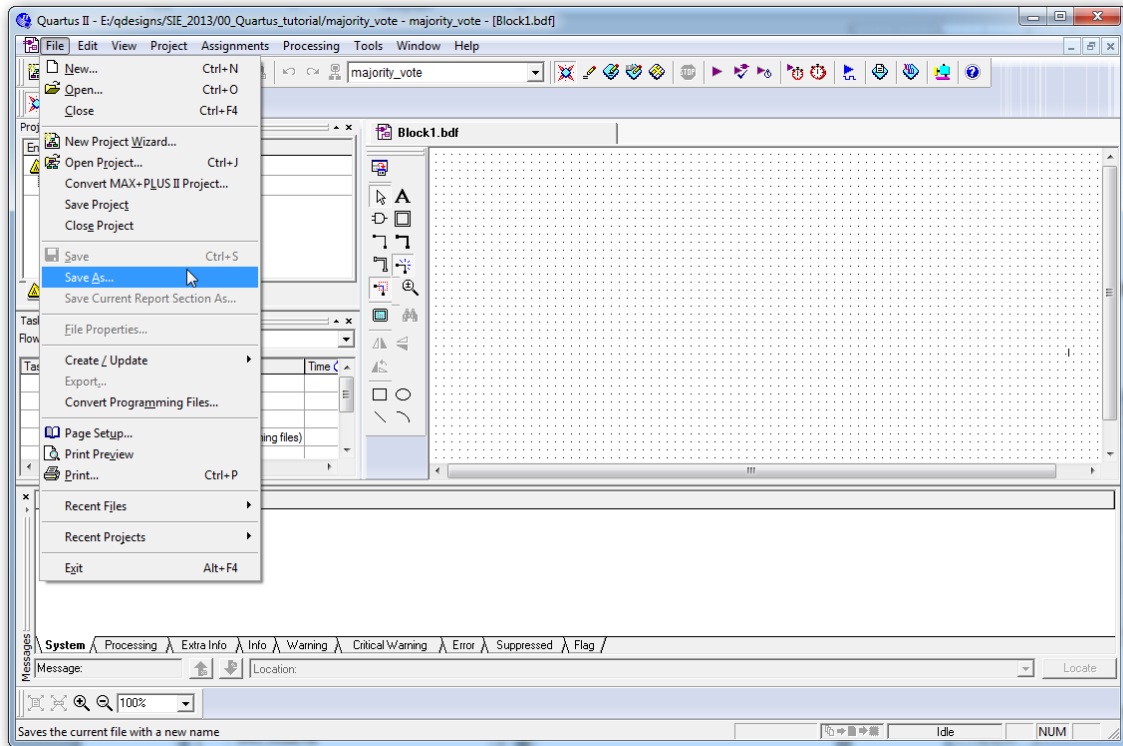 Quartus II - E:/qdesigns/SIE_2013/00_Quartus_tutorial/majority_vote - majority_vote - [Block1.bdf]
File Edit View Project Assignments Processing Tools Window Help
New... Ctrl+N
majority_vote
Open... Ctrl+O
Close Ctrl+F4
Block1.bdf
New Project Wizard...
Open Project... Ctrl+J
Convert MAX+PLUS II Project...
Save Project
Close Project
Save Ctrl+S
Save As...
Save Current Report Section As...
File Properties...
Create / Update
Time
Export...
Convert Programming Files...
Page Setup...
ing files)
Print Preview
Print... Ctrl+P
Recent Files
Recent Projects
Exit Alt+F4
Messages
System Processing Extra Info Info Warning Critical Warning Error Suppressed Flag
Message: Location: Locate
100%
Saves the current file with a new name Idle NUM